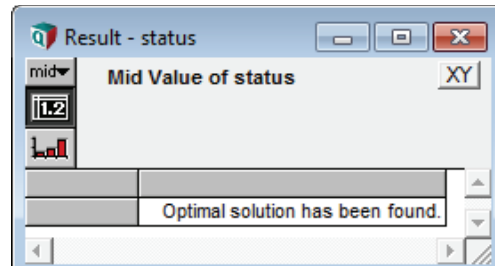 Result - status
mid
Mid Value of status
XY
1.2
Optimal solution has been found.